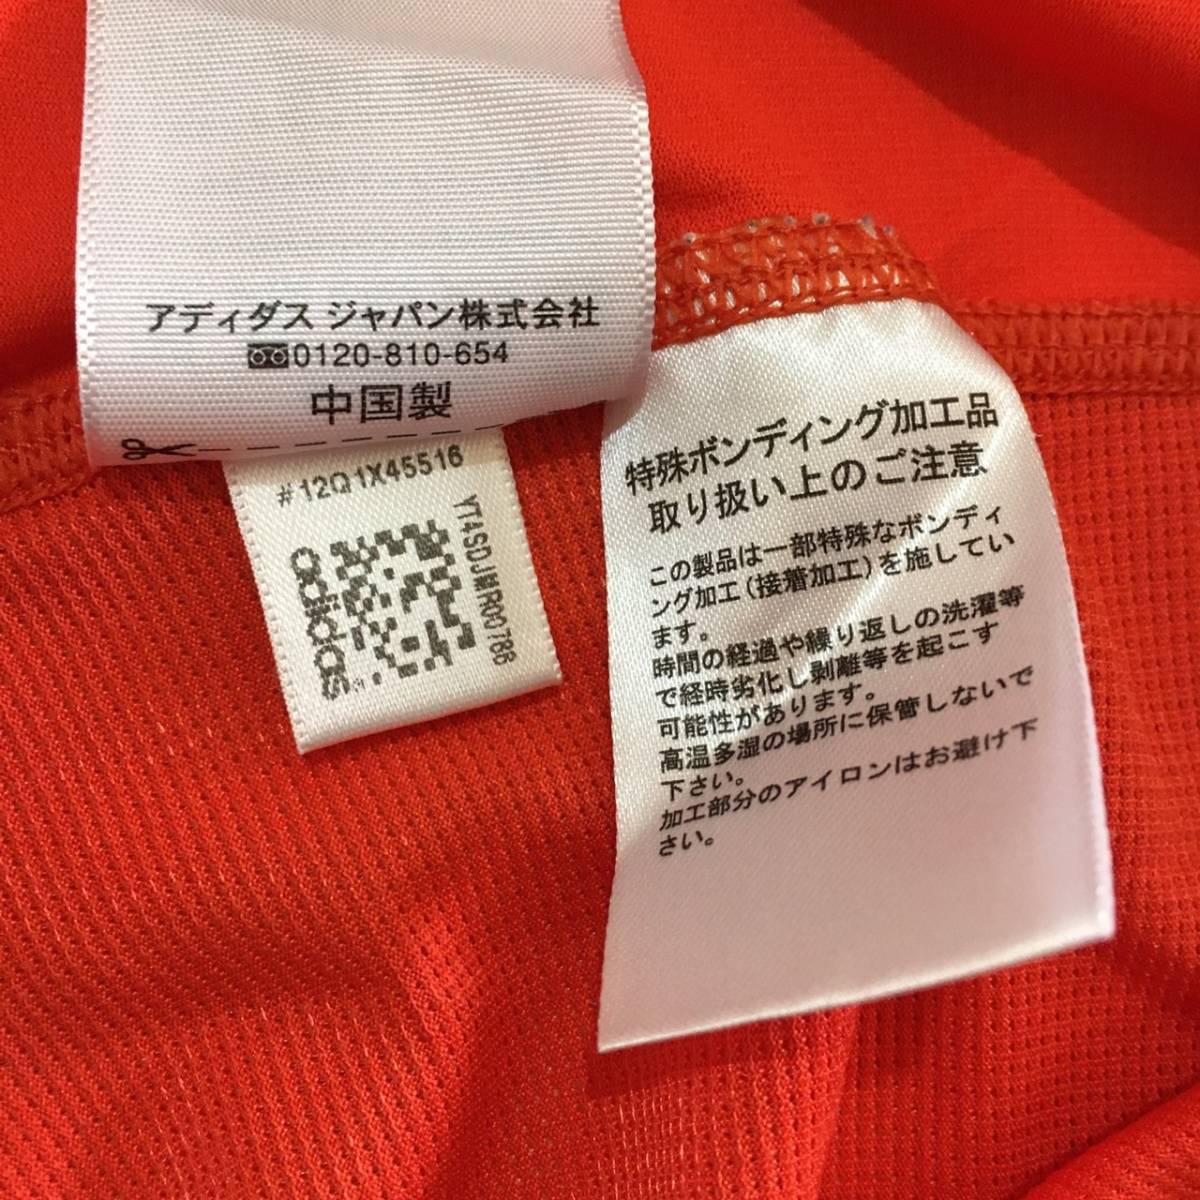 アディダス ジャパン株式会社
0120-810-654
中国製
#12Q1X45516
YT4SDJWR00786
adidas
特殊ボンディング加工品
取り扱い上のご注意
この製品は一部特殊なボンディ
ング加工(接着加工)を施してい
ます。
時間の経過や繰り返しの洗濯等
で経時劣化し剥離等を起こす
可能性があります。
高温多湿の場所に保管しないで
下さい。
加工部分のアイロンはお避け下
さい。